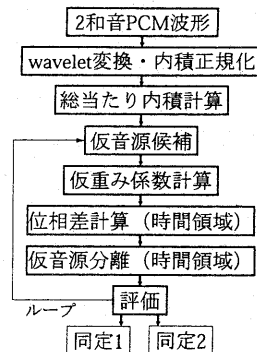 2和音PCM波形
wavelet変換・内積正規化
総当たり内積計算
仮音源候補
仮重み係数計算
位相差計算（時間領域）
仮音源分離（時間領域）
評価
ループ
同定1 同定2